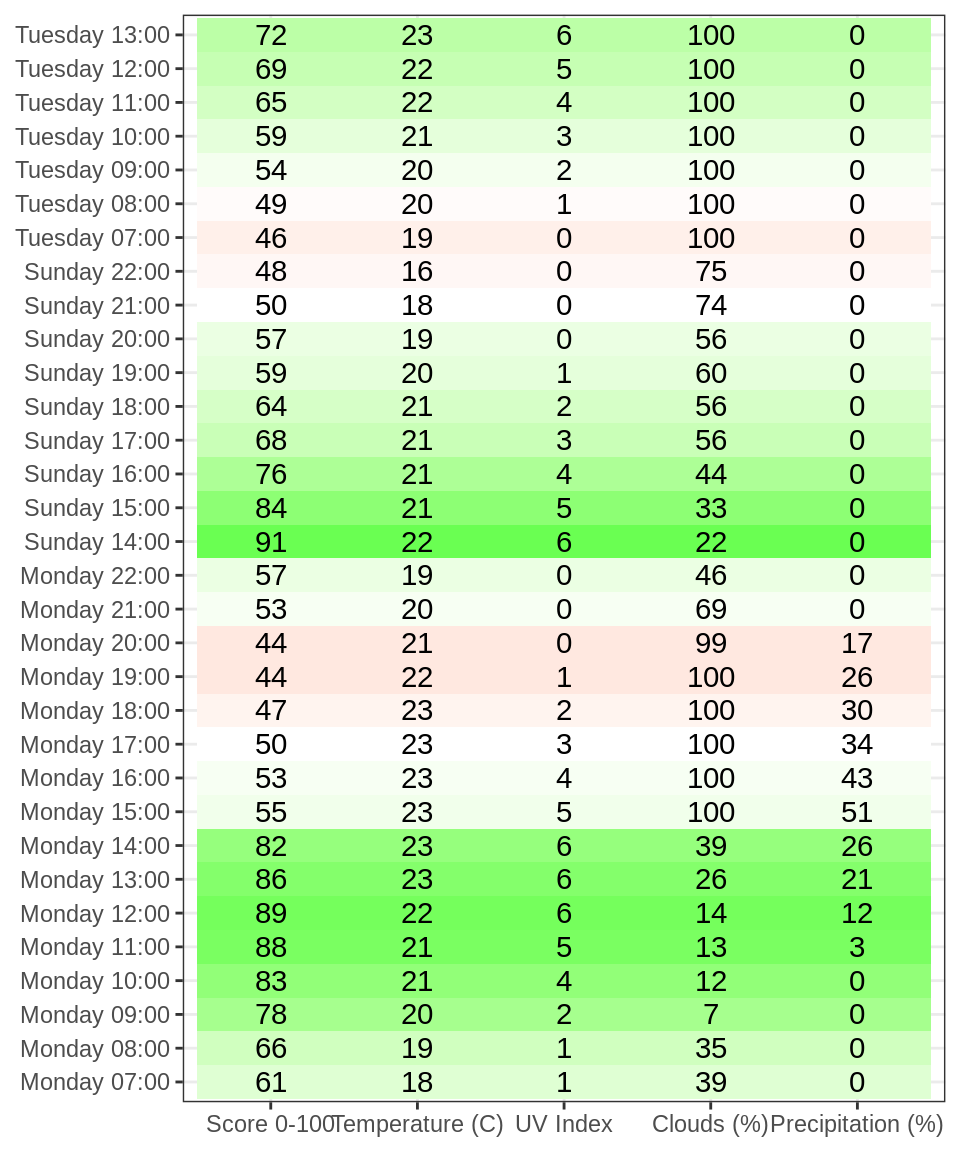 Tuesday 13:00 72 23 6 100 0
Tuesday 12:00 69 22 5 100 0
Tuesday 11:00 65 22 4 100 0
Tuesday 10:00 59 21 3 100 0
Tuesday 09:00 54 20 2 100 0
Tuesday 08:00 49 20 1 100 0
Tuesday 07:00 46 19 0 100 0
Sunday 22:00 48 16 0 75 0
Sunday 21:00 50 18 0 74 0
Sunday 20:00 57 19 0 56 0
Sunday 19:00 59 20 1 60 0
Sunday 18:00 64 21 2 56 0
Sunday 17:00 68 21 3 56 0
Sunday 16:00 76 21 4 44 0
Sunday 15:00 84 21 5 33 0
Sunday 14:00 91 22 6 22 0
Monday 22:00 57 19 0 46 0
Monday 21:00 53 20 0 69 0
Monday 20:00 44 21 0 99 17
Monday 19:00 44 22 1 100 26
Monday 18:00 47 23 2 100 30
Monday 17:00 50 23 3 100 34
Monday 16:00 53 23 4 100 43
Monday 15:00 55 23 5 100 51
Monday 14:00 82 23 6 39 26
Monday 13:00 86 23 6 26 21
Monday 12:00 89 22 6 14 12
Monday 11:00 88 21 5 13 3
Monday 10:00 83 21 4 12 0
Monday 09:00 78 20 2 7 0
Monday 08:00 66 19 1 35 0
Monday 07:00 61 18 1 39 0
Score 0-100 Temperature (C) UV Index Clouds (%) Precipitation (%)